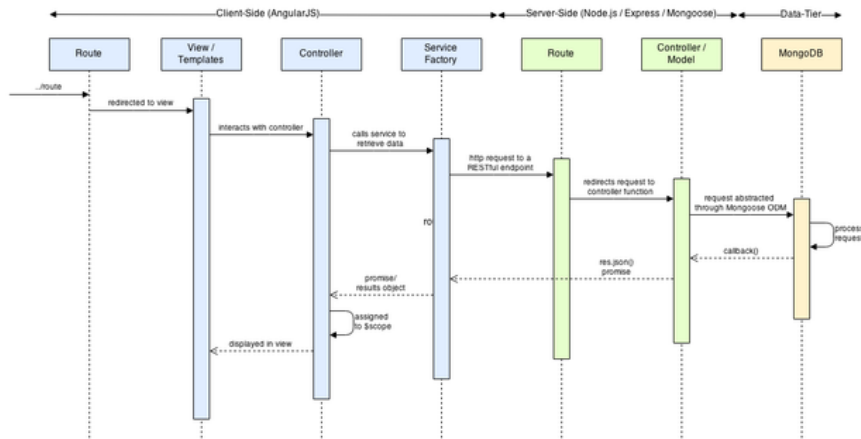 Client-Side (AngularJS)
Server-Side (Node.js / Express / Mongoose)
Data-Tier
Route
View /
Templates
Controller
Service
Factory
Route
Controller /
Model
MongoDB
../route
redirected to view
interacts with controller
calls service to
retrieve data
http request to a
RESTful endpoint
redirects request to
controller function
request abstracted
through Mongoose ODM
process
request
ro
callback()
res.json()
promise
promise/
results object
assigned
to $scope
displayed in view